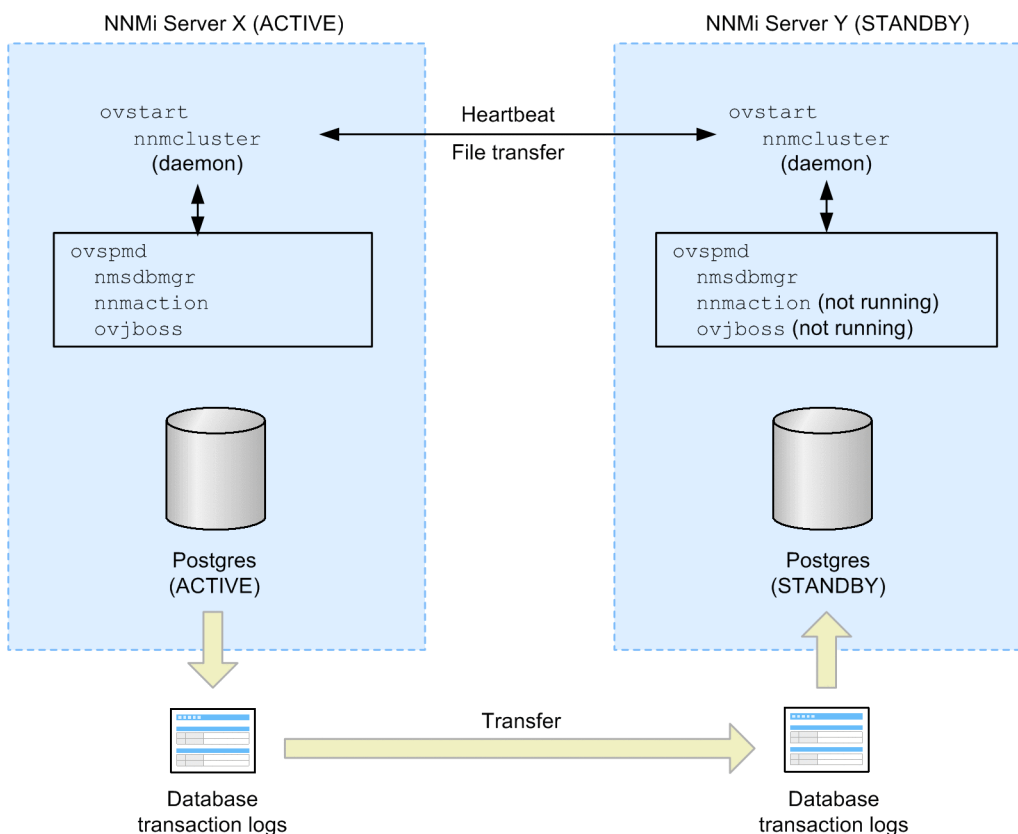 NNMi Server X (ACTIVE)
NNMi Server Y (STANDBY)
ovstart
nnmcluster
(daemon)
Heartbeat
File transfer
ovstart
nnmcluster
(daemon)
ovspmd
nmsdbmgr
nnmaction
ovjboss
ovspmd
nmsdbmgr
nnmaction (not running)
ovjboss (not running)
Postgres
(ACTIVE)
Postgres
(STANDBY)
Transfer
Database
transaction logs
Database
transaction logs